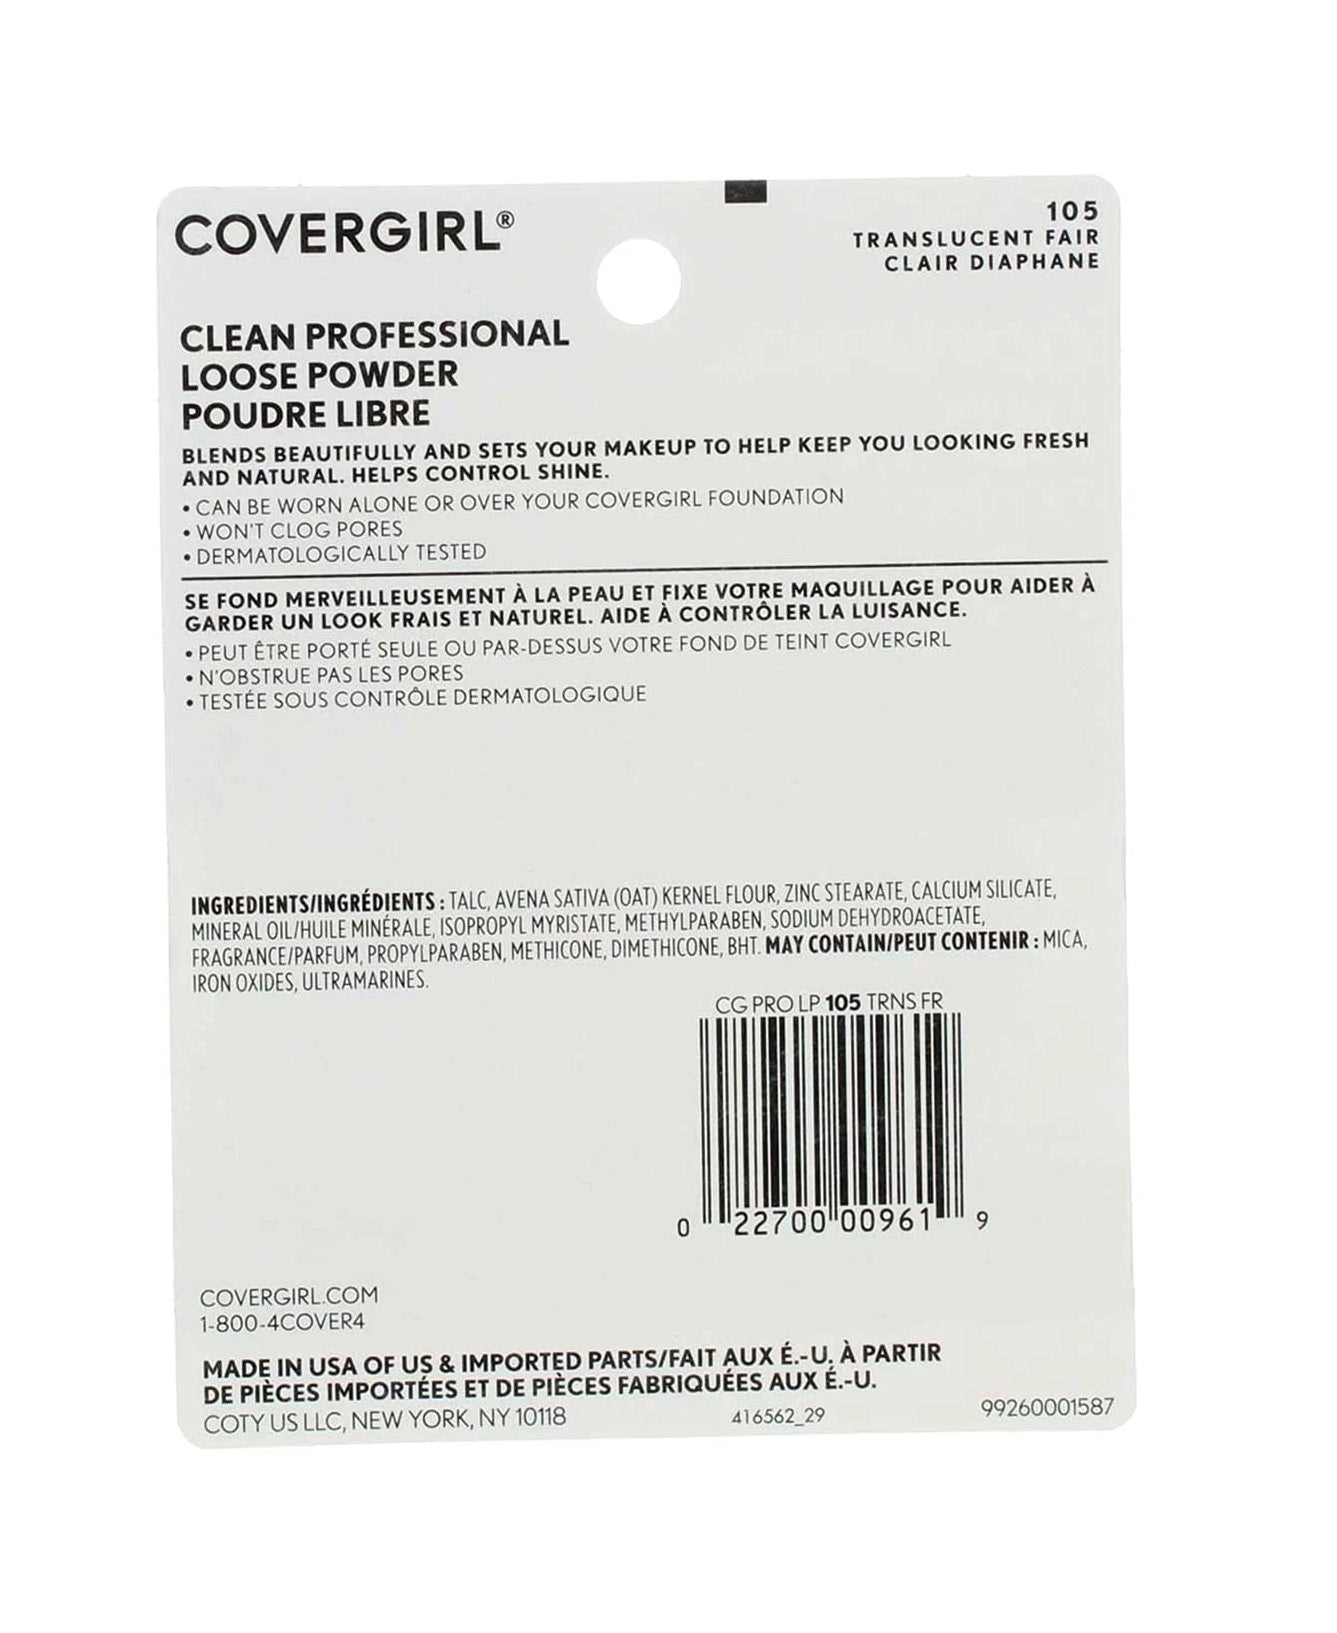 COVERGIRL®
105
TRANSLUCENT FAIR
CLAIR DIAPHANE
CLEAN PROFESSIONAL
LOOSE POWDER
POUDRE LIBRE
BLENDS BEAUTIFULLY AND SETS YOUR MAKEUP TO HELP KEEP YOU LOOKING FRESH
AND NATURAL. HELPS CONTROL SHINE.
• CAN BE WORN ALONE OR OVER YOUR COVERGIRL FOUNDATION
• WON'T CLOG PORES
• DERMATOLOGICALLY TESTED
SE FOND MERVEILLEUSEMENT À LA PEAU ET FIXE VOTRE MAQUILLAGE POUR AIDER À
GARDER UN LOOK FRAIS ET NATUREL. AIDE À CONTRÔLER LA LUISANCE.
• PEUT ÊTRE PORTÉ SEULE OU PAR-DESSUS VOTRE FOND DE TEINT COVERGIRL
• N'OBSTRUE PAS LES PORES
• TESTÉE SOUS CONTRÔLE DERMATOLOGIQUE
INGREDIENTS/INGRÉDIENTS : TALC, AVENA SATIVA (OAT) KERNEL FLOUR, ZINC STEARATE, CALCIUM SILICATE,
MINERAL OIL/HUILE MINÉRALE, ISOPROPYL MYRISTATE, METHYLPARABEN, SODIUM DEHYDROACETATE,
FRAGRANCE/PARFUM, PROPYLPARABEN, METHICONE, DIMETHICONE, BHT. MAY CONTAIN/PEUT CONTENIR : MICA,
IRON OXIDES, ULTRAMARINES.
CG PRO LP 105 TRNS FR
0 22700 00961 9
COVERGIRL.COM
1-800-4COVER4
MADE IN USA OF US & IMPORTED PARTS/FAIT AUX É.-U. À PARTIR
DE PIÈCES IMPORTÉES ET DE PIÈCES FABRIQUÉES AUX É.-U.
COTY US LLC, NEW YORK, NY 10118
416562_29
99260001587